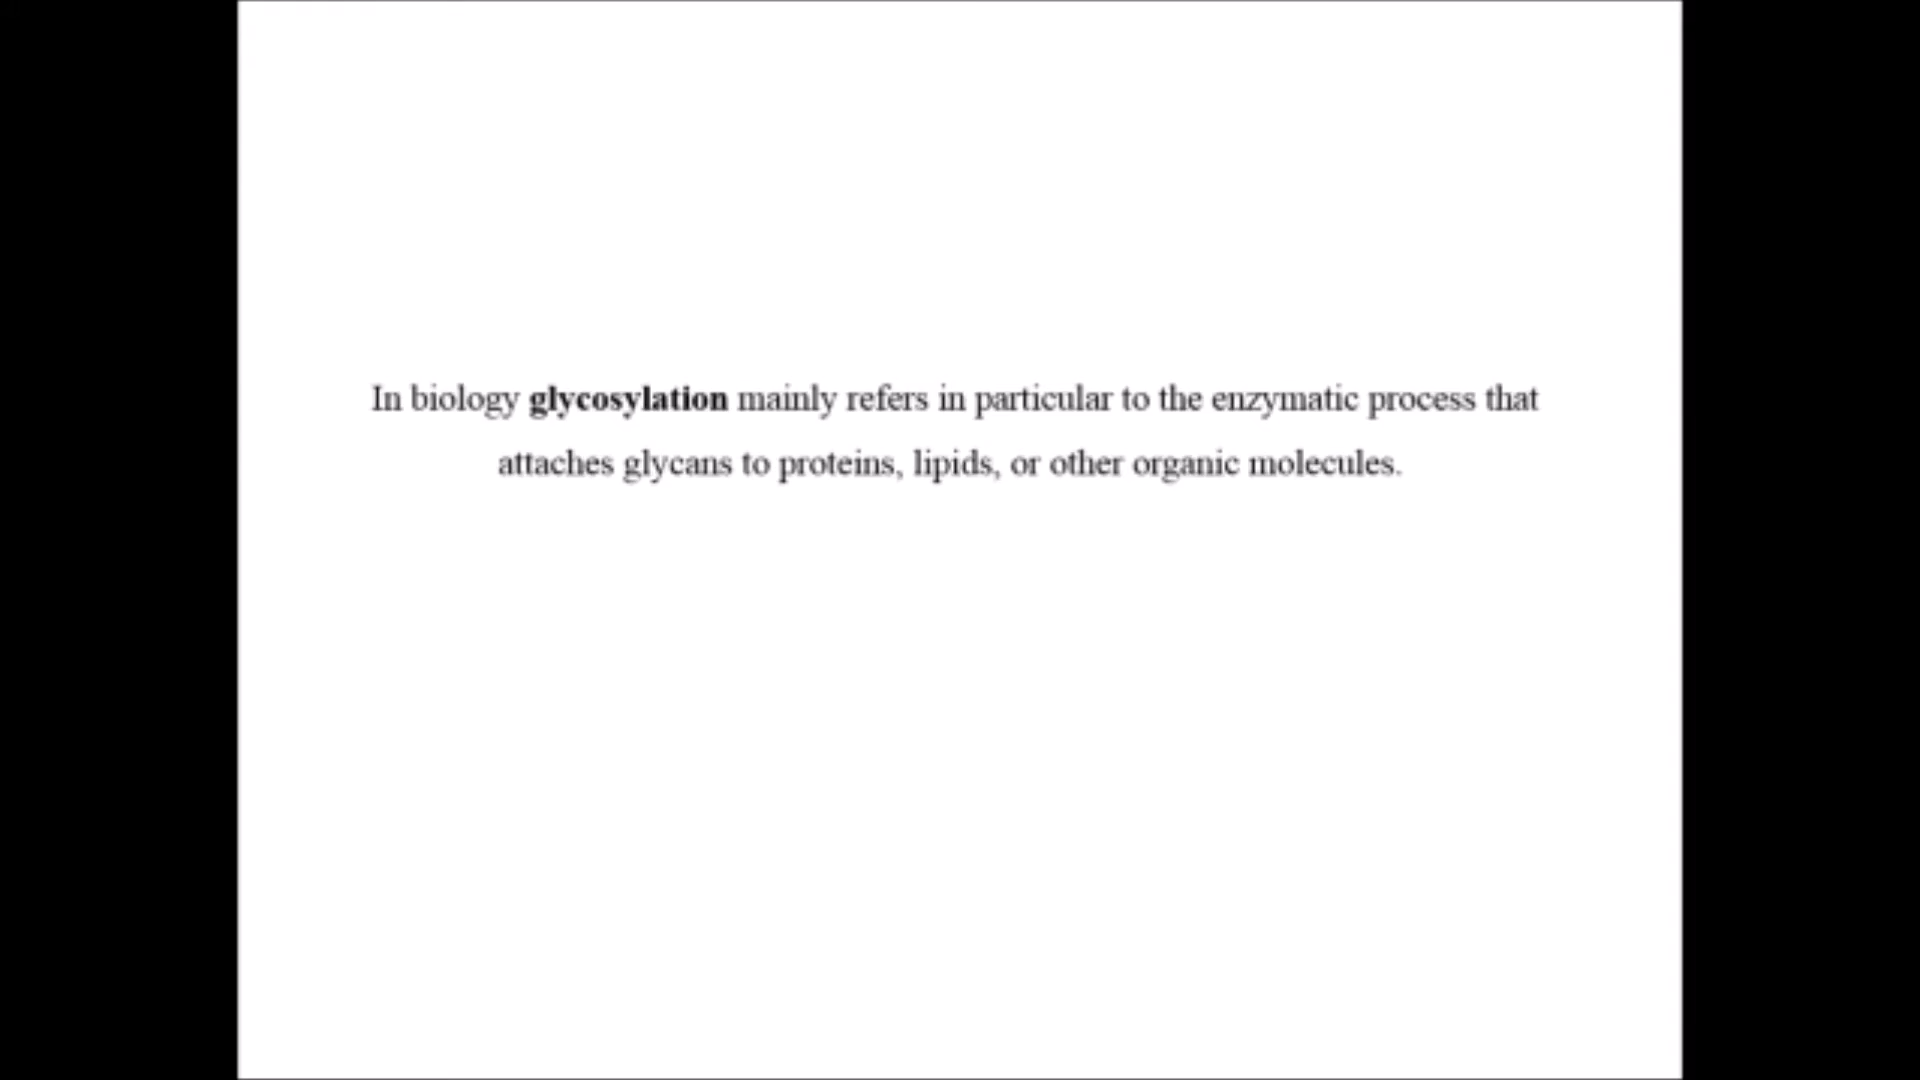 In biology glycosylation mainly refers in particular to the enzymatic process that
attaches glycans to proteins, lipids, or other organic molecules.